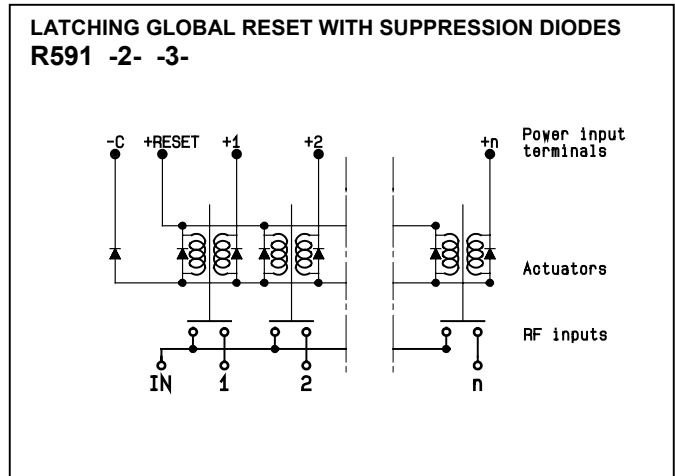 LATCHING GLOBAL RESET WITH SUPPRESSION DIODES
R591 -2- -3-
-C +RESET +1 +2 +n Power input
terminals
Actuators
RF inputs
IN 1 2 n